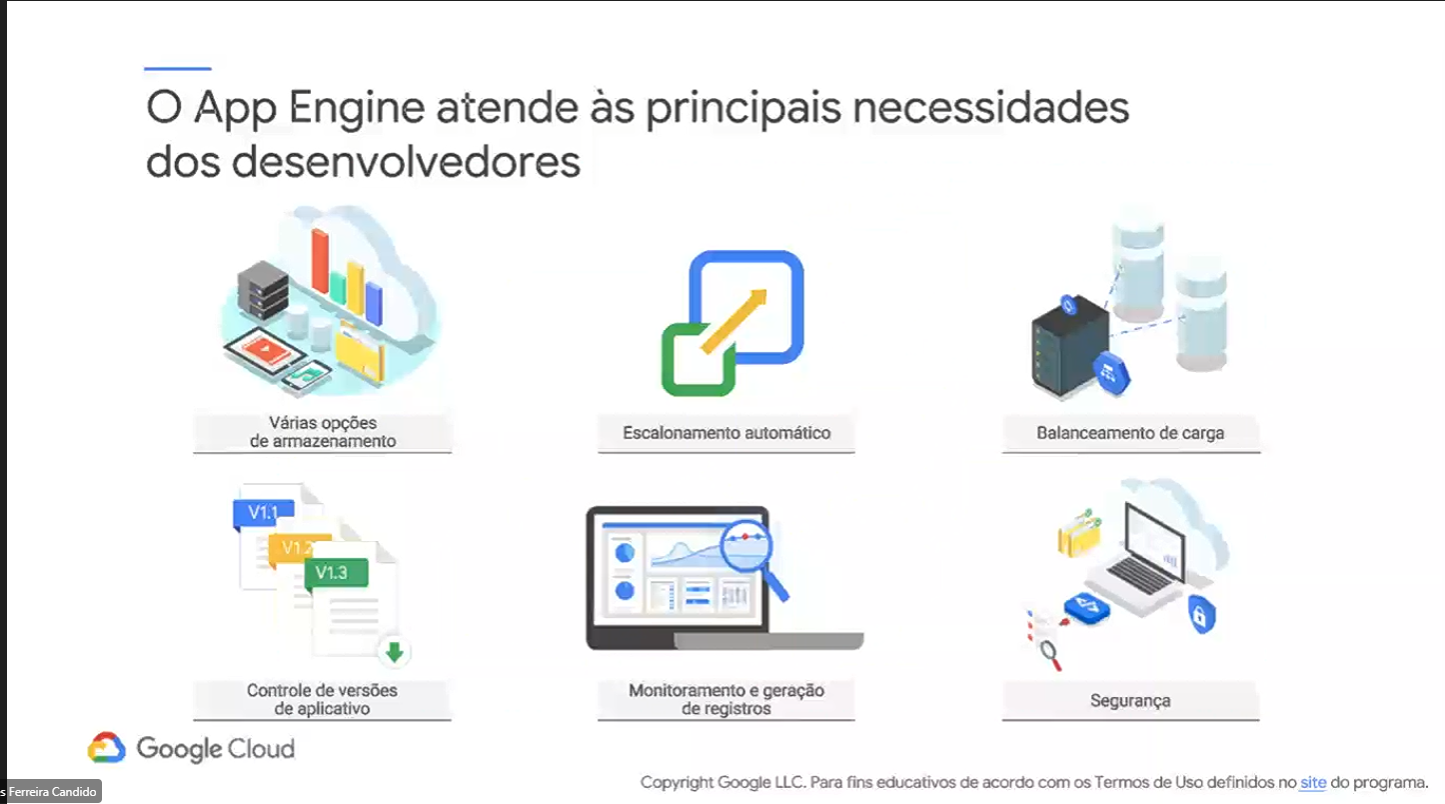 O App Engine atende às principais necessidades
dos desenvolvedores
Várias opções
de armazenamento
Escalonamento automático
Balanceamento de carga
V1.1
V1.2
V1.3
Controle de versões
de aplicativo
Monitoramento e geração
de registros
Segurança
Google Cloud
Copyright Google LLC. Para fins educativos de acordo com os Termos de Uso definidos no site do programa.
s Ferreira Candido